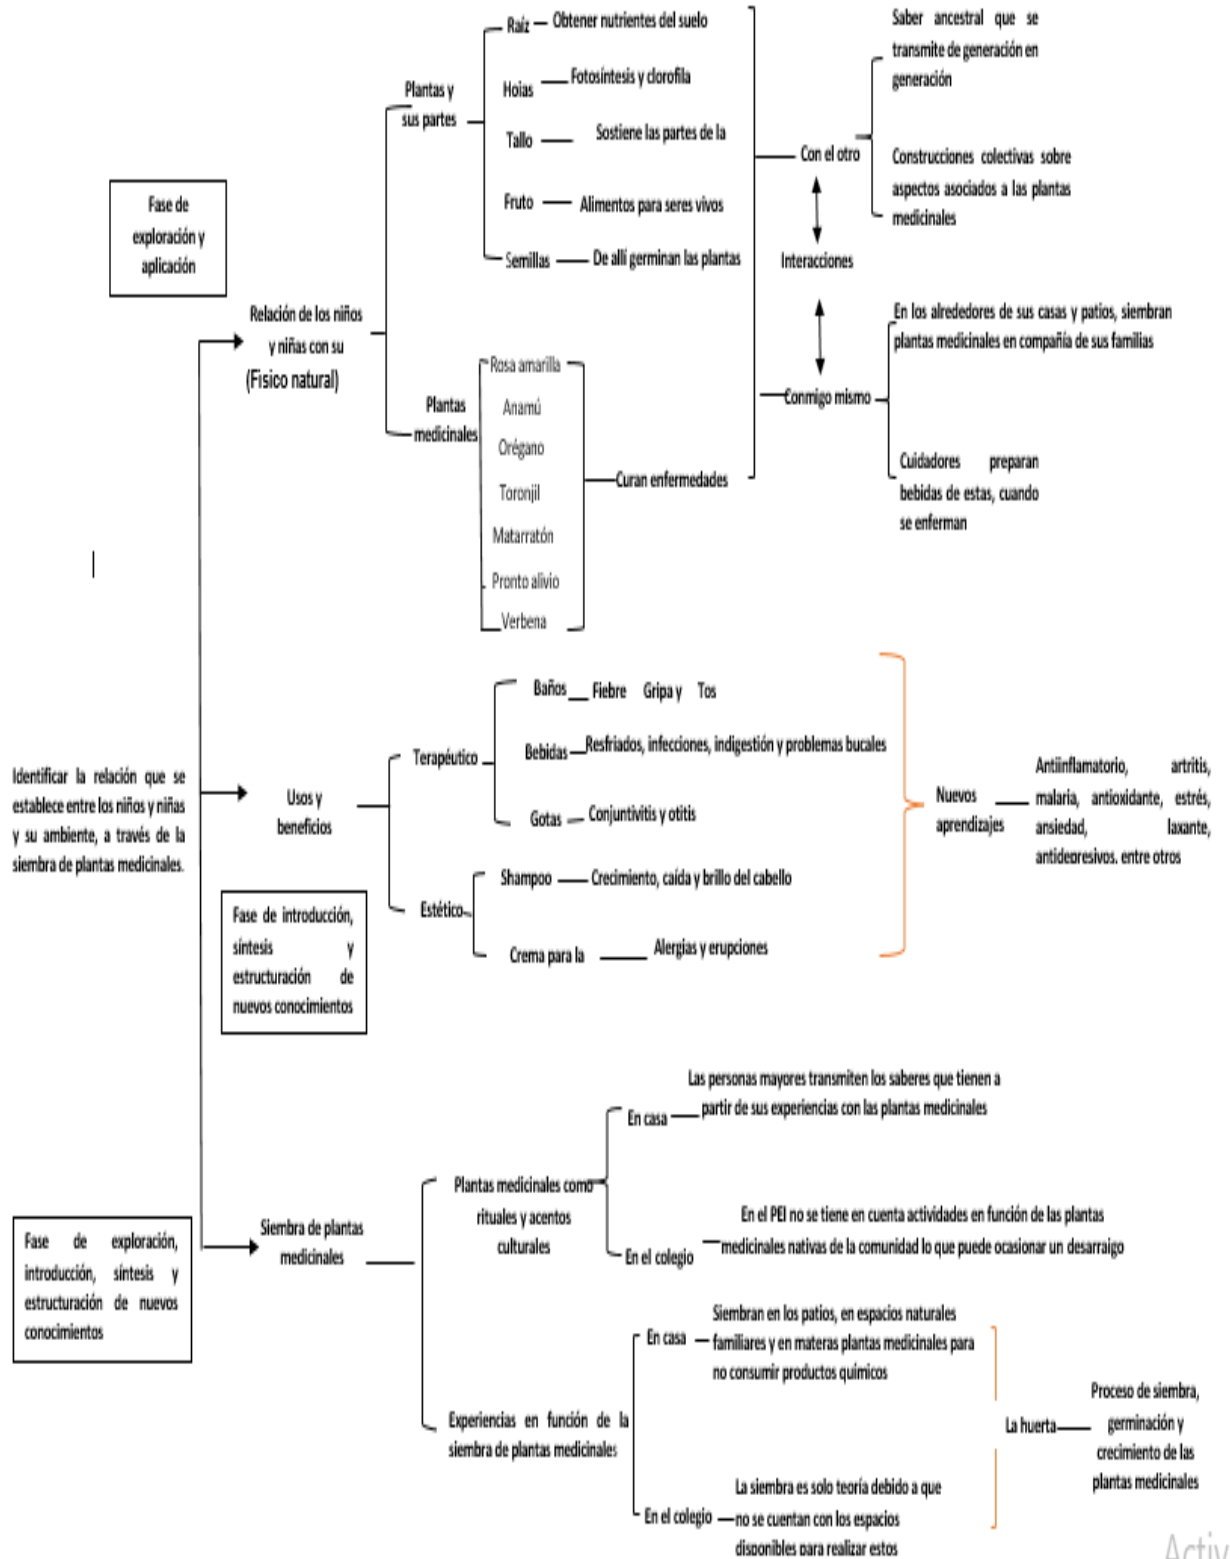 Fase de
exploración y
aplicación
Relación de los niños
y niñas con su
(Fisico natural)
Plantas y
sus partes
Raíz
Obtener nutrientes del suelo
Hoias
Fotosíntesis y clorofila
Tallo
Sostiene las partes de la
Fruto
Alimentos para seres vivos
Semillas
De allí germinan las plantas
Plantas
medicinales
Rosa amarilla
Anamú
Orégano
Toronjil
Matarratón
Pronto alivio
Verbena
Curan enfermedades
Con el otro
Saber ancestral que se
transmite de generación en
generación
Construcciones colectivas sobre
aspectos asociados a las plantas
medicinales
Interacciones
Conmigo mismo
En los alrededores de sus casas y patios, siembran
plantas medicinales en compañía de sus familias
Cuidadores preparan
bebidas de estas, cuando
se enferman
Identificar la relación que se
establece entre los niños y niñas
y su ambiente, a través de la
siembra de plantas medicinales.
Usos y
beneficios
Fase de introducción,
síntesis y
estructuración de
nuevos conocimientos
Terapéutico
Baños
Fiebre Gripa y Tos
Bebidas
Resfriados, infecciones, indigestión y problemas bucales
Gotas
Conjuntivitis y otitis
Estético
Shampoo
Crecimiento, caída y brillo del cabello
Crema para la
Alergias y erupciones
Nuevos
aprendizajes
Antiinflamatorio, artritis,
malaria, antioxidante, estrés,
ansiedad, laxante,
antidepresivos. entre otros
Fase de exploración,
introducción, síntesis y
estructuración de nuevos
conocimientos
Siembra de plantas
medicinales
Plantas medicinales como
rituales y acentos
culturales
En casa
Las personas mayores transmiten los saberes que tienen a
partir de sus experiencias con las plantas medicinales
En el colegio
En el PEI no se tiene en cuenta actividades en función de las plantas
medicinales nativas de la comunidad lo que puede ocasionar un desarraigo
Experiencias en función de la
siembra de plantas medicinales
En casa
Siembran en los patios, en espacios naturales
familiares y en materas plantas medicinales para
no consumir productos químicos
En el colegio
La siembra es solo teoría debido a que
no se cuentan con los espacios
disponibles para realizar estos
La huerta
Proceso de siembra,
germinación y
crecimiento de las
plantas medicinales
Activ